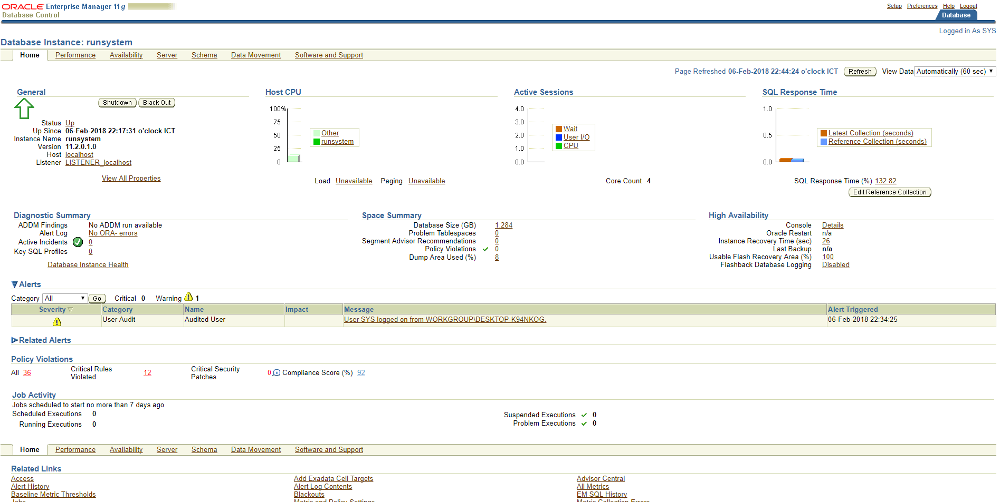 ORACLE Enterprise Manager 11g
Database Control
Setup Preferences Help Logout
Database
Logged in As SYS
Database Instance: runsystem
Home Performance Availability Server Schema Data Movement Software and Support
Page Refreshed 06-Feb-2018 22:44:24 o'clock ICT Refresh View Data Automatically (60 sec)
General
Shutdown Black Out
Status Up
Up Since 06-Feb-2018 22:17:31 o'clock ICT
Instance Name runsystem
Version 11.2.0.1.0
Host localhost
Listener LISTENER_localhost
View All Properties
Host CPU
100%
75
50
25
0
Other
runsystem
Load Unavailable Paging Unavailable
Active Sessions
4.0
3.0
2.0
1.0
0.0
Wait
User I/O
CPU
Core Count 4
SQL Response Time
1.0
0.5
0.0
Latest Collection (seconds)
Reference Collection (seconds)
SQL Response Time (%) 132.82
Edit Reference Collection
Diagnostic Summary
ADDM Findings No ADDM run available
Alert Log No ORA- errors
Active Incidents 0
Key SQL Profiles 0
Database Instance Health
Space Summary
Database Size (GB) 1.284
Problem Tablespaces 0
Segment Advisor Recommendations 0
Policy Violations 0
Dump Area Used (%) 8
High Availability
Console Details
Oracle Restart n/a
Instance Recovery Time (sec) 26
Last Backup n/a
Usable Flash Recovery Area (%) 100
Flashback Database Logging Disabled
Alerts
Category All Go Critical 0 Warning 1
Severity Category Name Impact Message Alert Triggered
User Audit Audited User User SYS logged on from WORKGROUP\DESKTOP-K94NKOG. 06-Feb-2018 22:34:25
Related Alerts
Policy Violations
All 36 Critical Rules Violated 12 Critical Security Patches 0 Compliance Score (%) 92
Job Activity
Jobs scheduled to start no more than 7 days ago
Scheduled Executions 0
Running Executions 0
Suspended Executions 0
Problem Executions 0
Home Performance Availability Server Schema Data Movement Software and Support
Related Links
Access Add Exadata Cell Targets Advisor Central
Alert History Alert Log Contents All Metrics
Baseline Metric Thresholds Blackouts EM SQL History
Jobs Metric and Policy Settings Metric Collection Errors